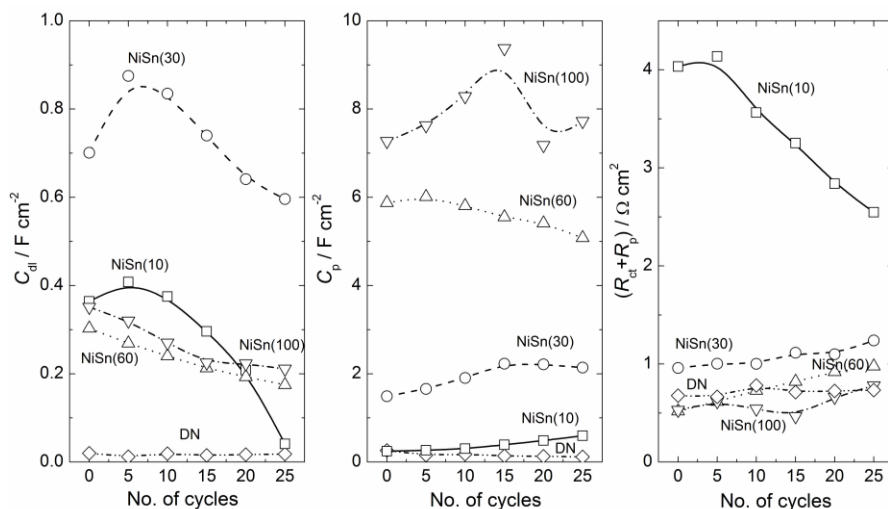 1.0
0.8
0.6
0.4
0.2
0.0
C_dl / F cm⁻²
NiSn(30)
NiSn(10)
NiSn(100)
NiSn(60)
DN
0 5 10 15 20 25
No. of cycles
10
8
6
4
2
0
C_p / F cm⁻²
NiSn(100)
NiSn(60)
NiSn(30)
NiSn(10)
DN
0 5 10 15 20 25
No. of cycles
4
3
2
1
0
(R_ct+R_p) / Ω cm²
NiSn(10)
NiSn(30)
NiSn(60)
DN
NiSn(100)
0 5 10 15 20 25
No. of cycles